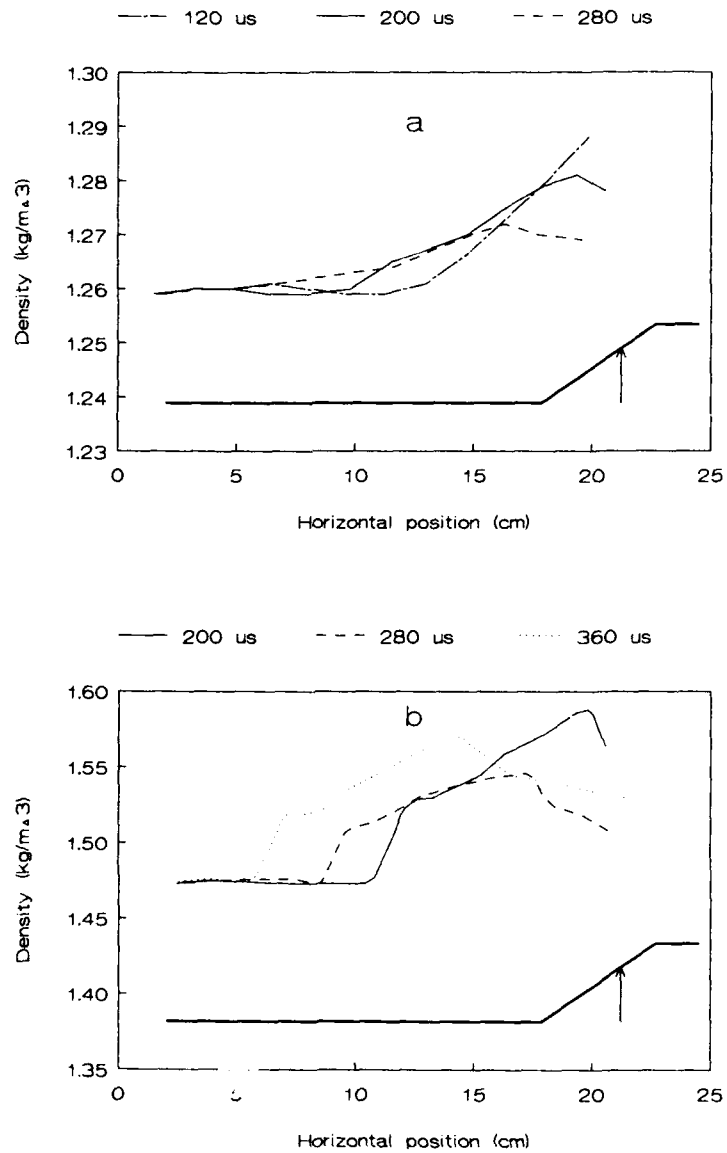 120 us 200 us 280 us
a
1.30
1.29
1.28
1.27
1.26
1.25
1.24
1.23
Density (kg/m▵3)
0 5 10 15 20 25
Horizontal position (cm)
200 us 280 us 360 us
b
1.60
1.55
1.50
1.45
1.40
1.35
Density (kg/m▵3)
0 10 15 20 25
Horizontal position (cm)